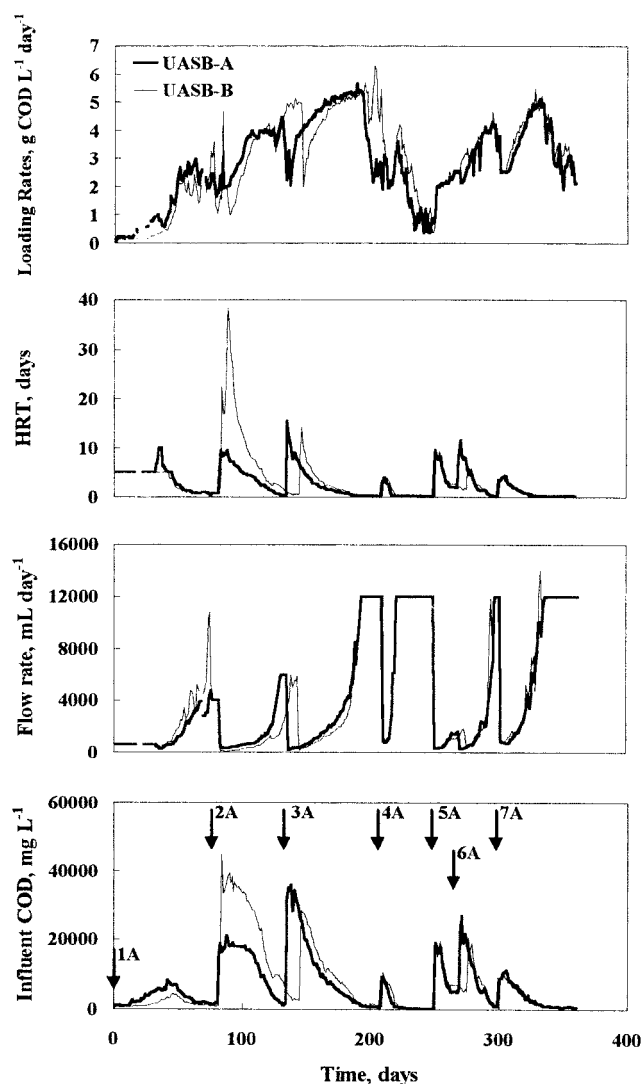 Loading Rates, g COD L-1 day-1
7
6
5
4
3
2
1
0
UASB-A
UASB-B
HRT, days
40
30
20
10
0
Flow rate, mL day-1
16000
12000
8000
4000
0
Influent COD, mg L-1
60000
40000
20000
0
1A
2A
3A
4A
5A
6A
7A
0 100 200 300 400
Time, days